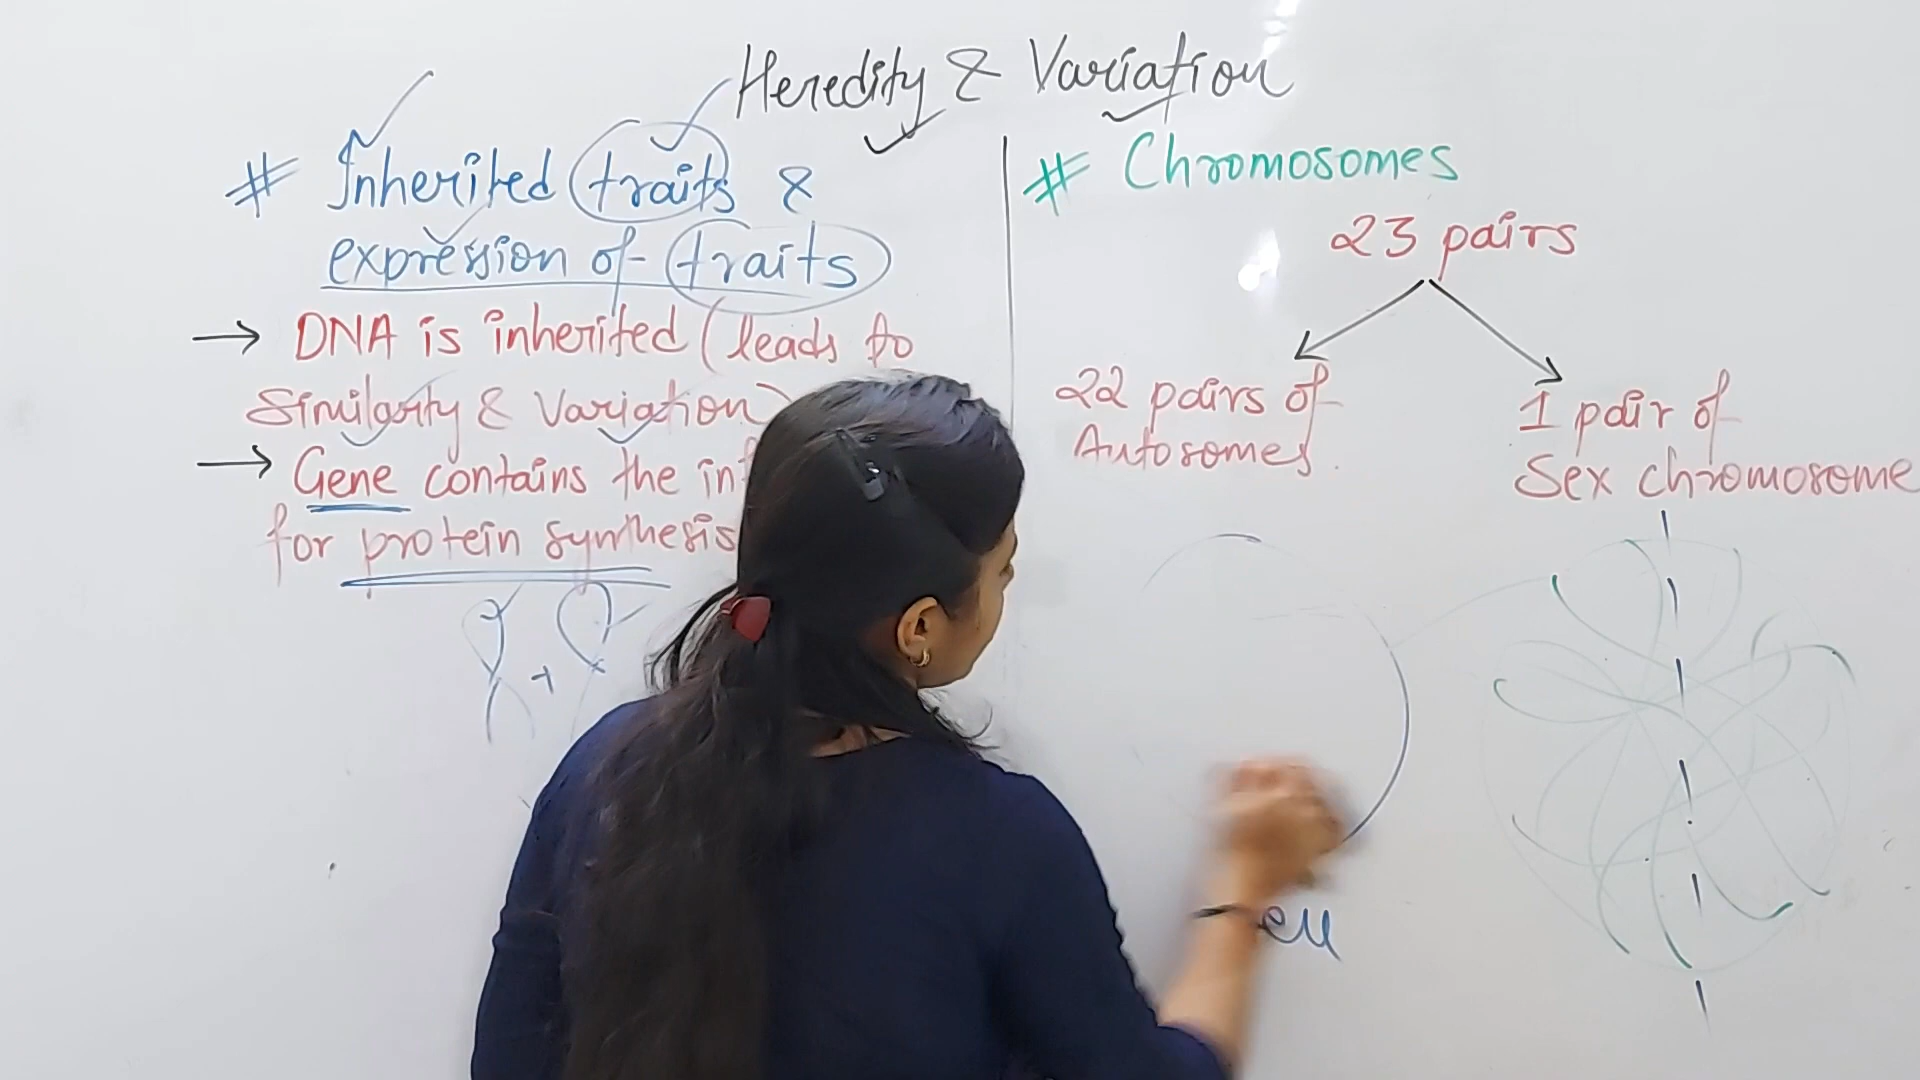 Heredity & Variation
# Inherited traits &
expression of traits
→ DNA is inherited (leads to
Similarity & Variation)
→ Gene contains the
for protein synthesis
+
# Chromosomes
23 pairs
22 pairs of
Autosomes.
1 pair of
Sex chromosome